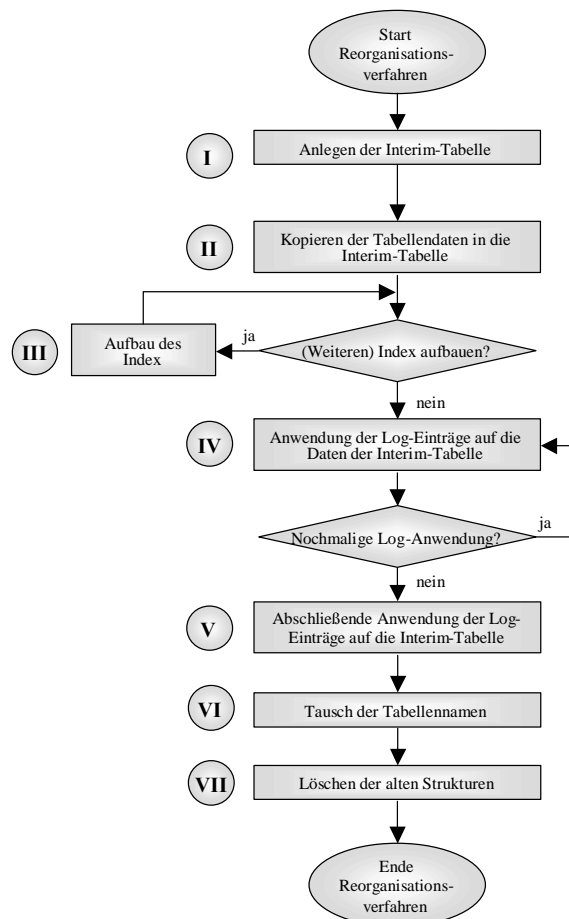 Start
Reorganisations-
verfahren
I
Anlegen der Interim-Tabelle
II
Kopieren der Tabellendaten in die
Interim-Tabelle
III
Aufbau des
Index
ja
(Weiteren) Index aufbauen?
nein
IV
Anwendung der Log-Einträge auf die
Daten der Interim-Tabelle
Nochmalige Log-Anwendung?
ja
nein
V
Abschließende Anwendung der Log-
Einträge auf die Interim-Tabelle
VI
Tausch der Tabellennamen
VII
Löschen der alten Strukturen
Ende
Reorganisations-
verfahren